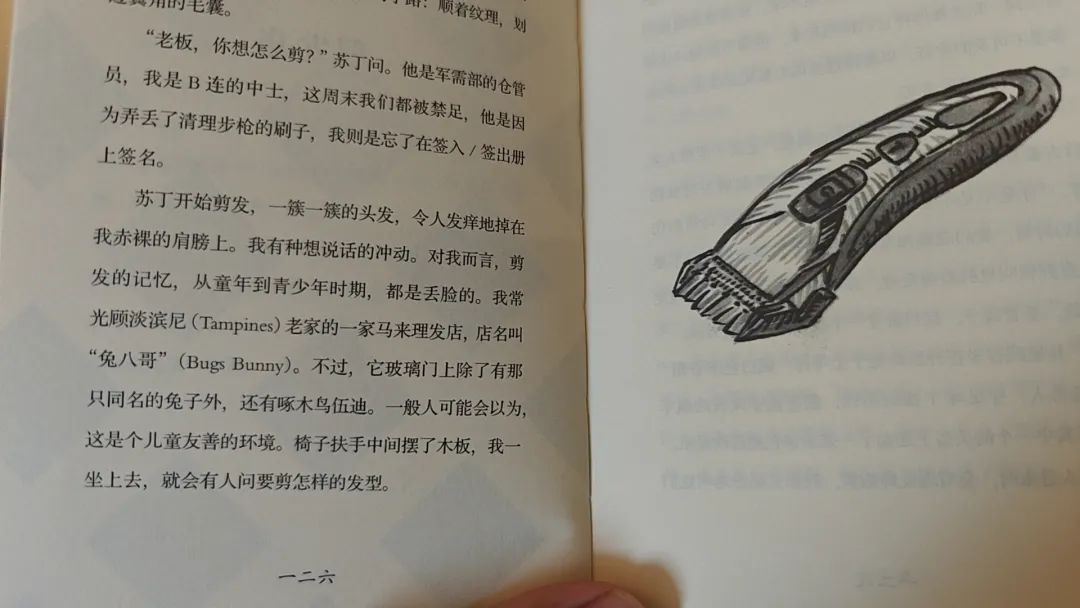 角的毛囊。
路：顺着纹理，划
“老板，你想怎么剪？”苏丁问。他是军需部的仓管
员，我是 B 连的中士，这周末我们都被禁足，他是因
为弄丢了清理步枪的刷子，我则是忘了在签入 / 签出册
上签名。
苏丁开始剪发，一簇一簇的头发，令人发痒地掉在
我赤裸的肩膀上。我有种想说话的冲动。对我而言，剪
发的记忆，从童年到青少年时期，都是丢脸的。我常
光顾淡滨尼（Tampines）老家的一家马来理发店，店名叫
“兔八哥”（Bugs Bunny）。不过，它玻璃门上除了有那
只同名的兔子外，还有啄木鸟伍迪。一般人可能会以为，
这是个儿童友善的环境。椅子扶手中间摆了木板，我一
坐上去，就会有人问要剪怎样的发型。
一二六